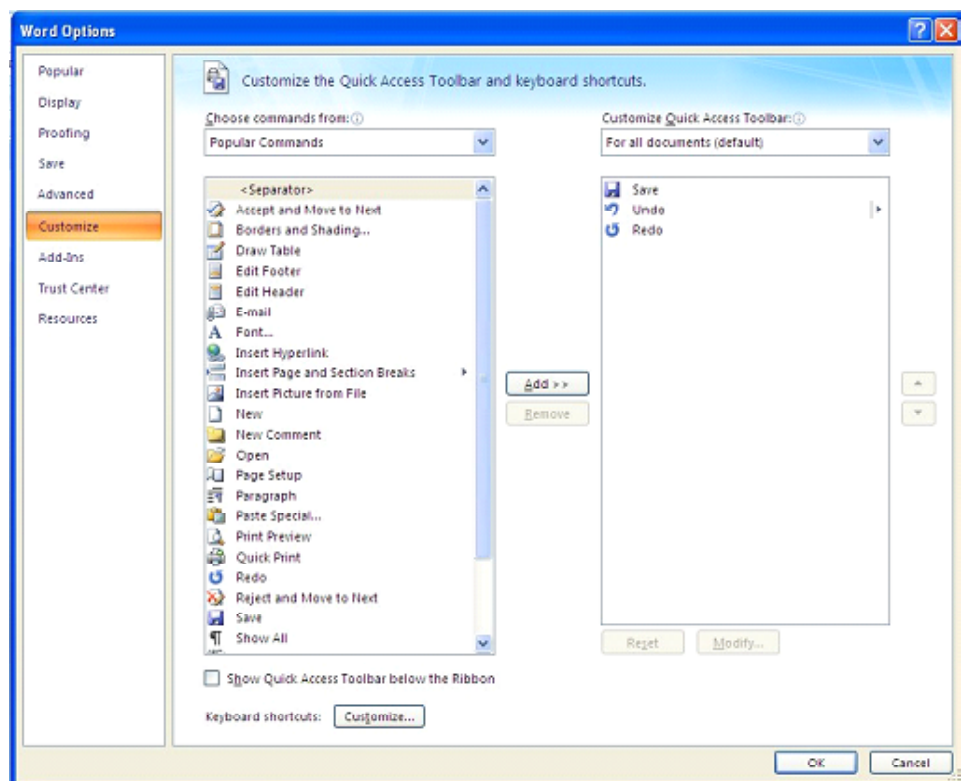 Word Options
Popular
Display
Proofing
Save
Advanced
Customize
Add-Ins
Trust Center
Resources
Customize the Quick Access Toolbar and keyboard shortcuts.
Choose commands from:
Popular Commands
<Separator>
Accept and Move to Next
Borders and Shading...
Draw Table
Edit Footer
Edit Header
E-mail
Font...
Insert Hyperlink
Insert Page and Section Breaks
Insert Picture from File
New
New Comment
Open
Page Setup
Paragraph
Paste Special...
Print Preview
Quick Print
Redo
Reject and Move to Next
Save
Show All
Add >>
Remove
Customize Quick Access Toolbar:
For all documents (default)
Save
Undo
Redo
Reset
Modify...
Show Quick Access Toolbar below the Ribbon
Keyboard shortcuts:
Customize...
OK
Cancel